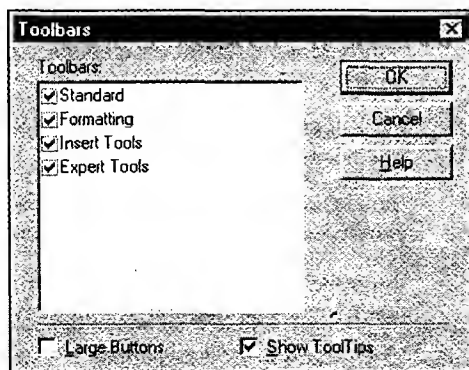 Toolbars
Toolbars:
Standard
Formatting
Insert Tools
Expert Tools
OK
Cancel
Help
Large Buttons
Show ToolTips